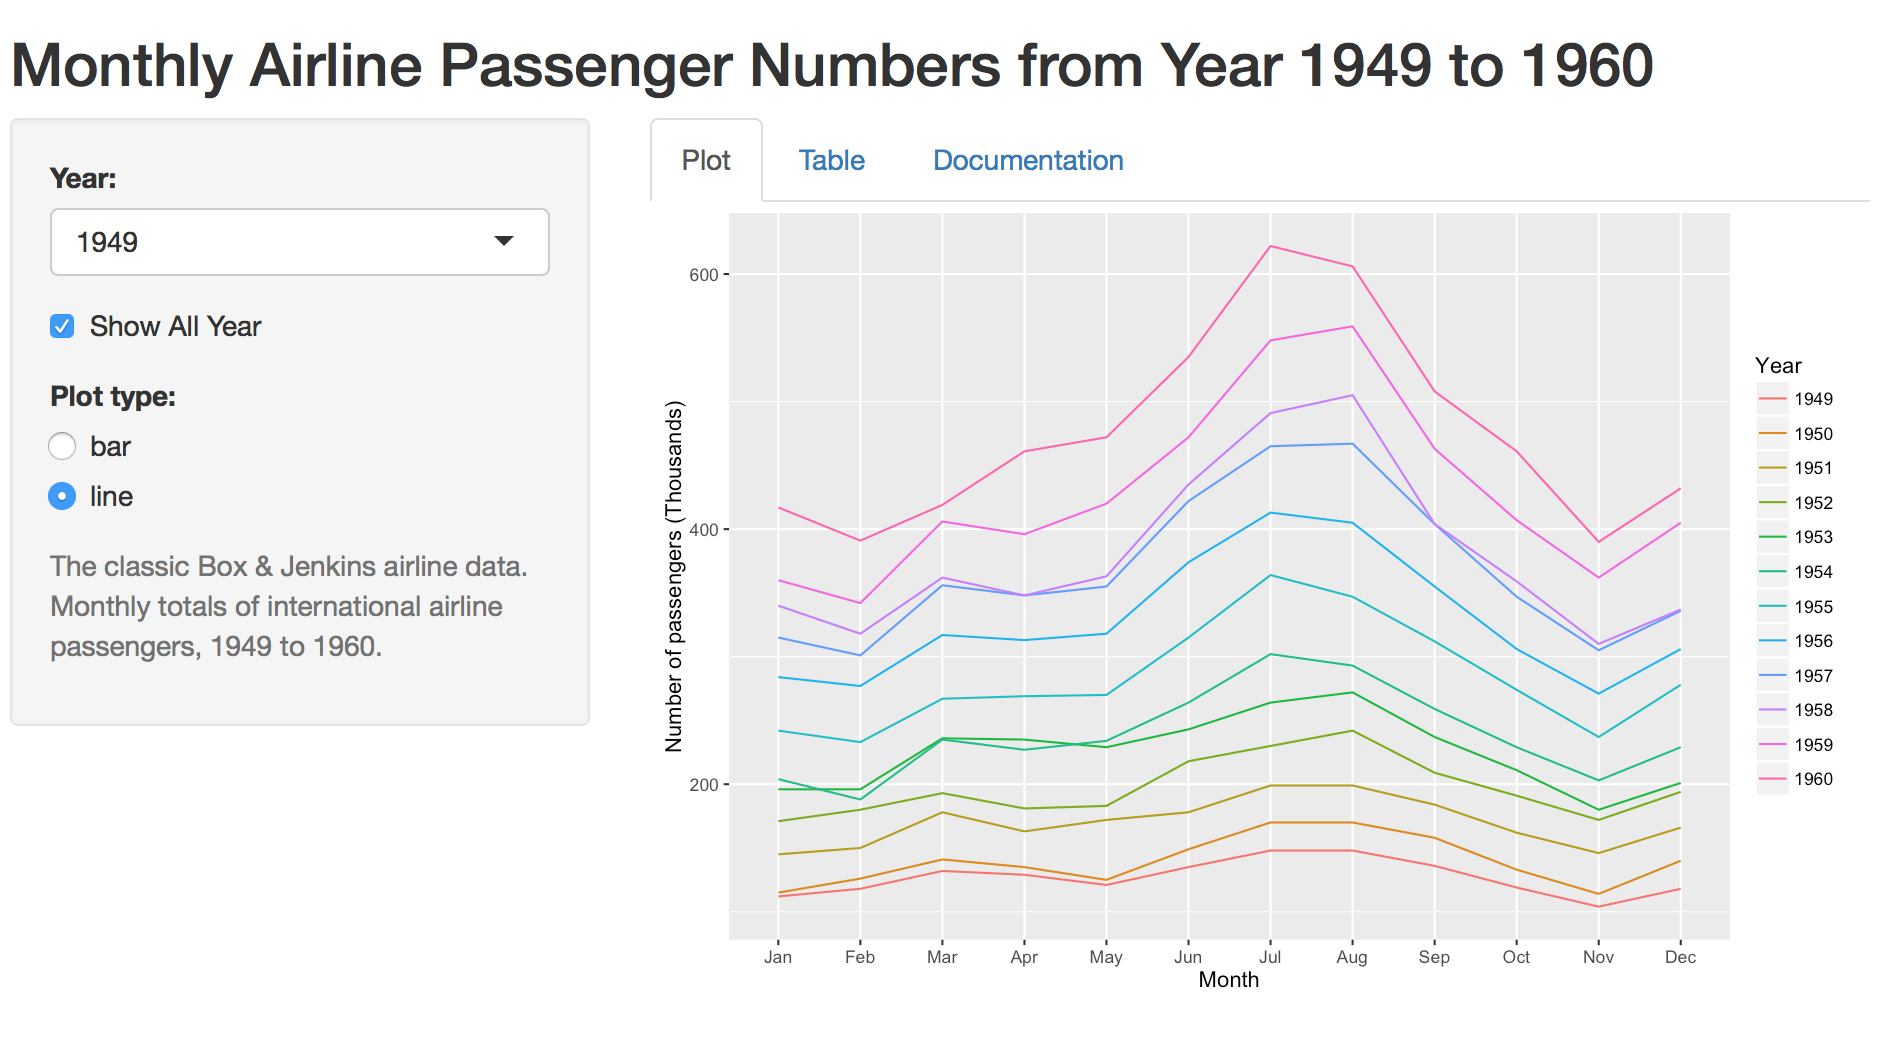 Monthly Airline Passenger Numbers from Year 1949 to 1960
Year:
1949
Show All Year
Plot type:
bar
line
The classic Box & Jenkins airline data.
Monthly totals of international airline
passengers, 1949 to 1960.
Plot
Table
Documentation
Number of passengers (Thousands)
600
400
200
Jan
Feb
Mar
Apr
May
Jun
Jul
Aug
Sep
Oct
Nov
Dec
Month
Year
1949
1950
1951
1952
1953
1954
1955
1956
1957
1958
1959
1960